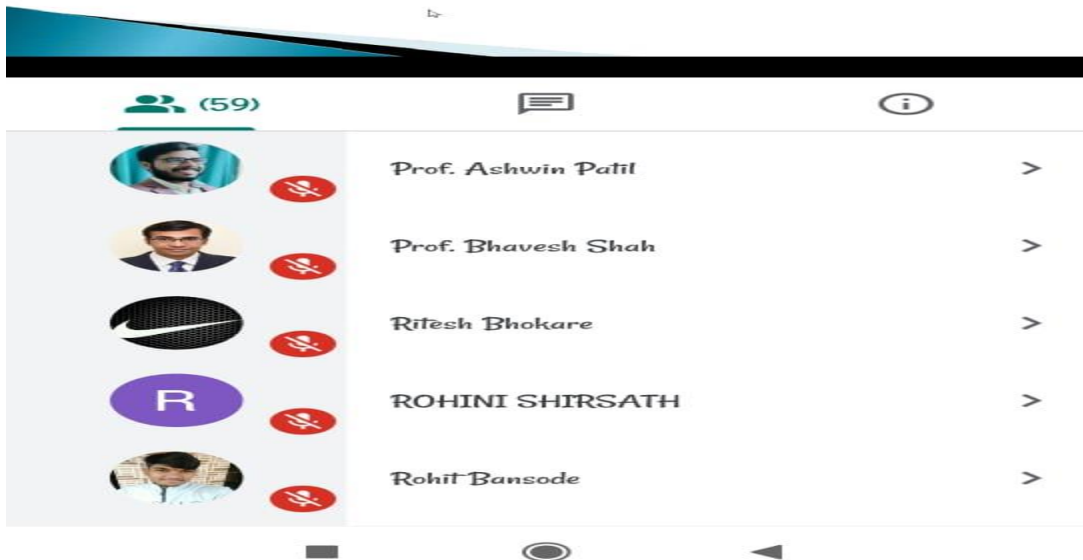 (59)
Prof. Ashwin Patil
Prof. Bhavesh Shah
Ritesh Bhokare
R
ROHINI SHIRSATH
Rohit Bansode